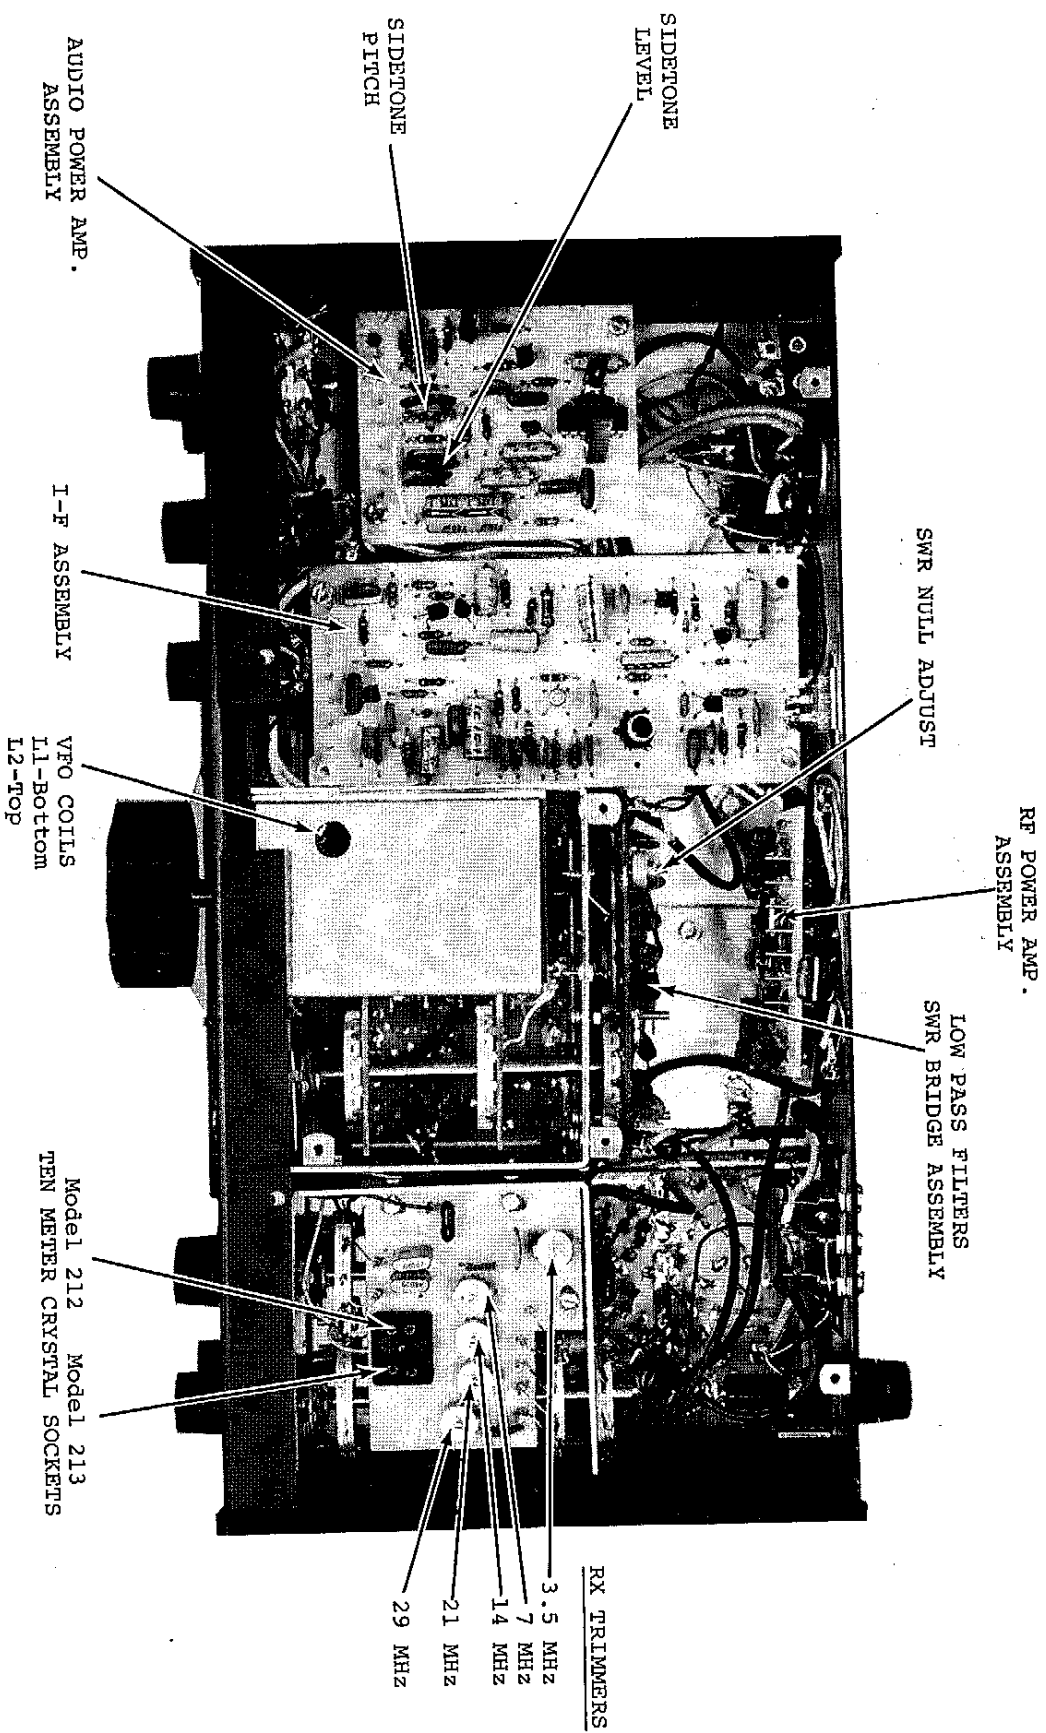 SIDETONE
LEVEL
SIDETONE
PITCH
AUDIO POWER AMP.
ASSEMBLY
SWR NULL ADJUST
RF POWER AMP.
ASSEMBLY
LOW PASS FILTERS
SWR BRIDGE ASSEMBLY
I-F ASSEMBLY
VFO COILS
L1-Bottom
L2-Top
Model 212 Model 213
TEN METER CRYSTAL SOCKETS
RX TRIMMERS
3.5 MHz
7 MHz
14 MHz
21 MHz
29 MHz